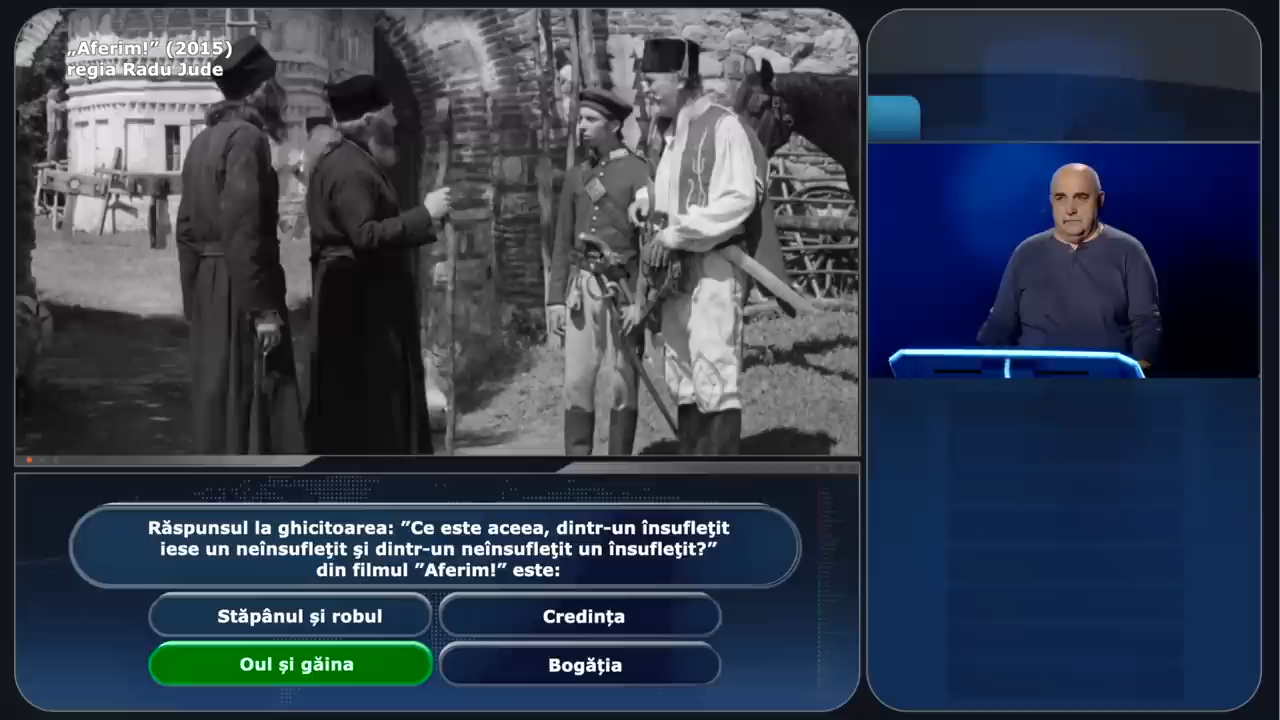 „Aferim!” (2015)
regia Radu Jude
Răspunsul la ghicitoarea: ”Ce este aceea, dintr-un însufleţit
iese un neînsufleţit şi dintr-un neînsufleţit un însufleţit?”
din filmul ”Aferim!” este:
Stăpânul și robul
Credința
Oul și găina
Bogăția